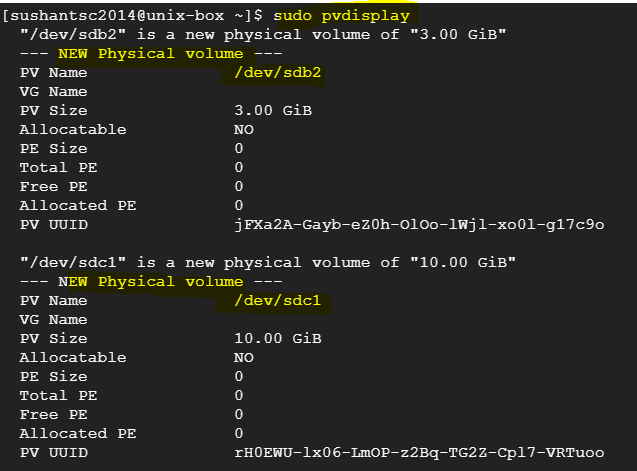 [sushantsc2014@unix-box ~]$ sudo pvdisplay
"/dev/sdb2" is a new physical volume of "3.00 GiB"
--- NEW Physical volume ---
PV Name /dev/sdb2
VG Name
PV Size 3.00 GiB
Allocatable NO
PE Size 0
Total PE 0
Free PE 0
Allocated PE 0
PV UUID jFXa2A-Gayb-eZ0h-OlOo-lWjl-xo0l-g17c9o
"/dev/sdc1" is a new physical volume of "10.00 GiB"
--- NEW Physical volume ---
PV Name /dev/sdc1
VG Name
PV Size 10.00 GiB
Allocatable NO
PE Size 0
Total PE 0
Free PE 0
Allocated PE 0
PV UUID rH0EWU-lx06-LmOP-z2Bq-TG2Z-Cpl7-VRTuoo